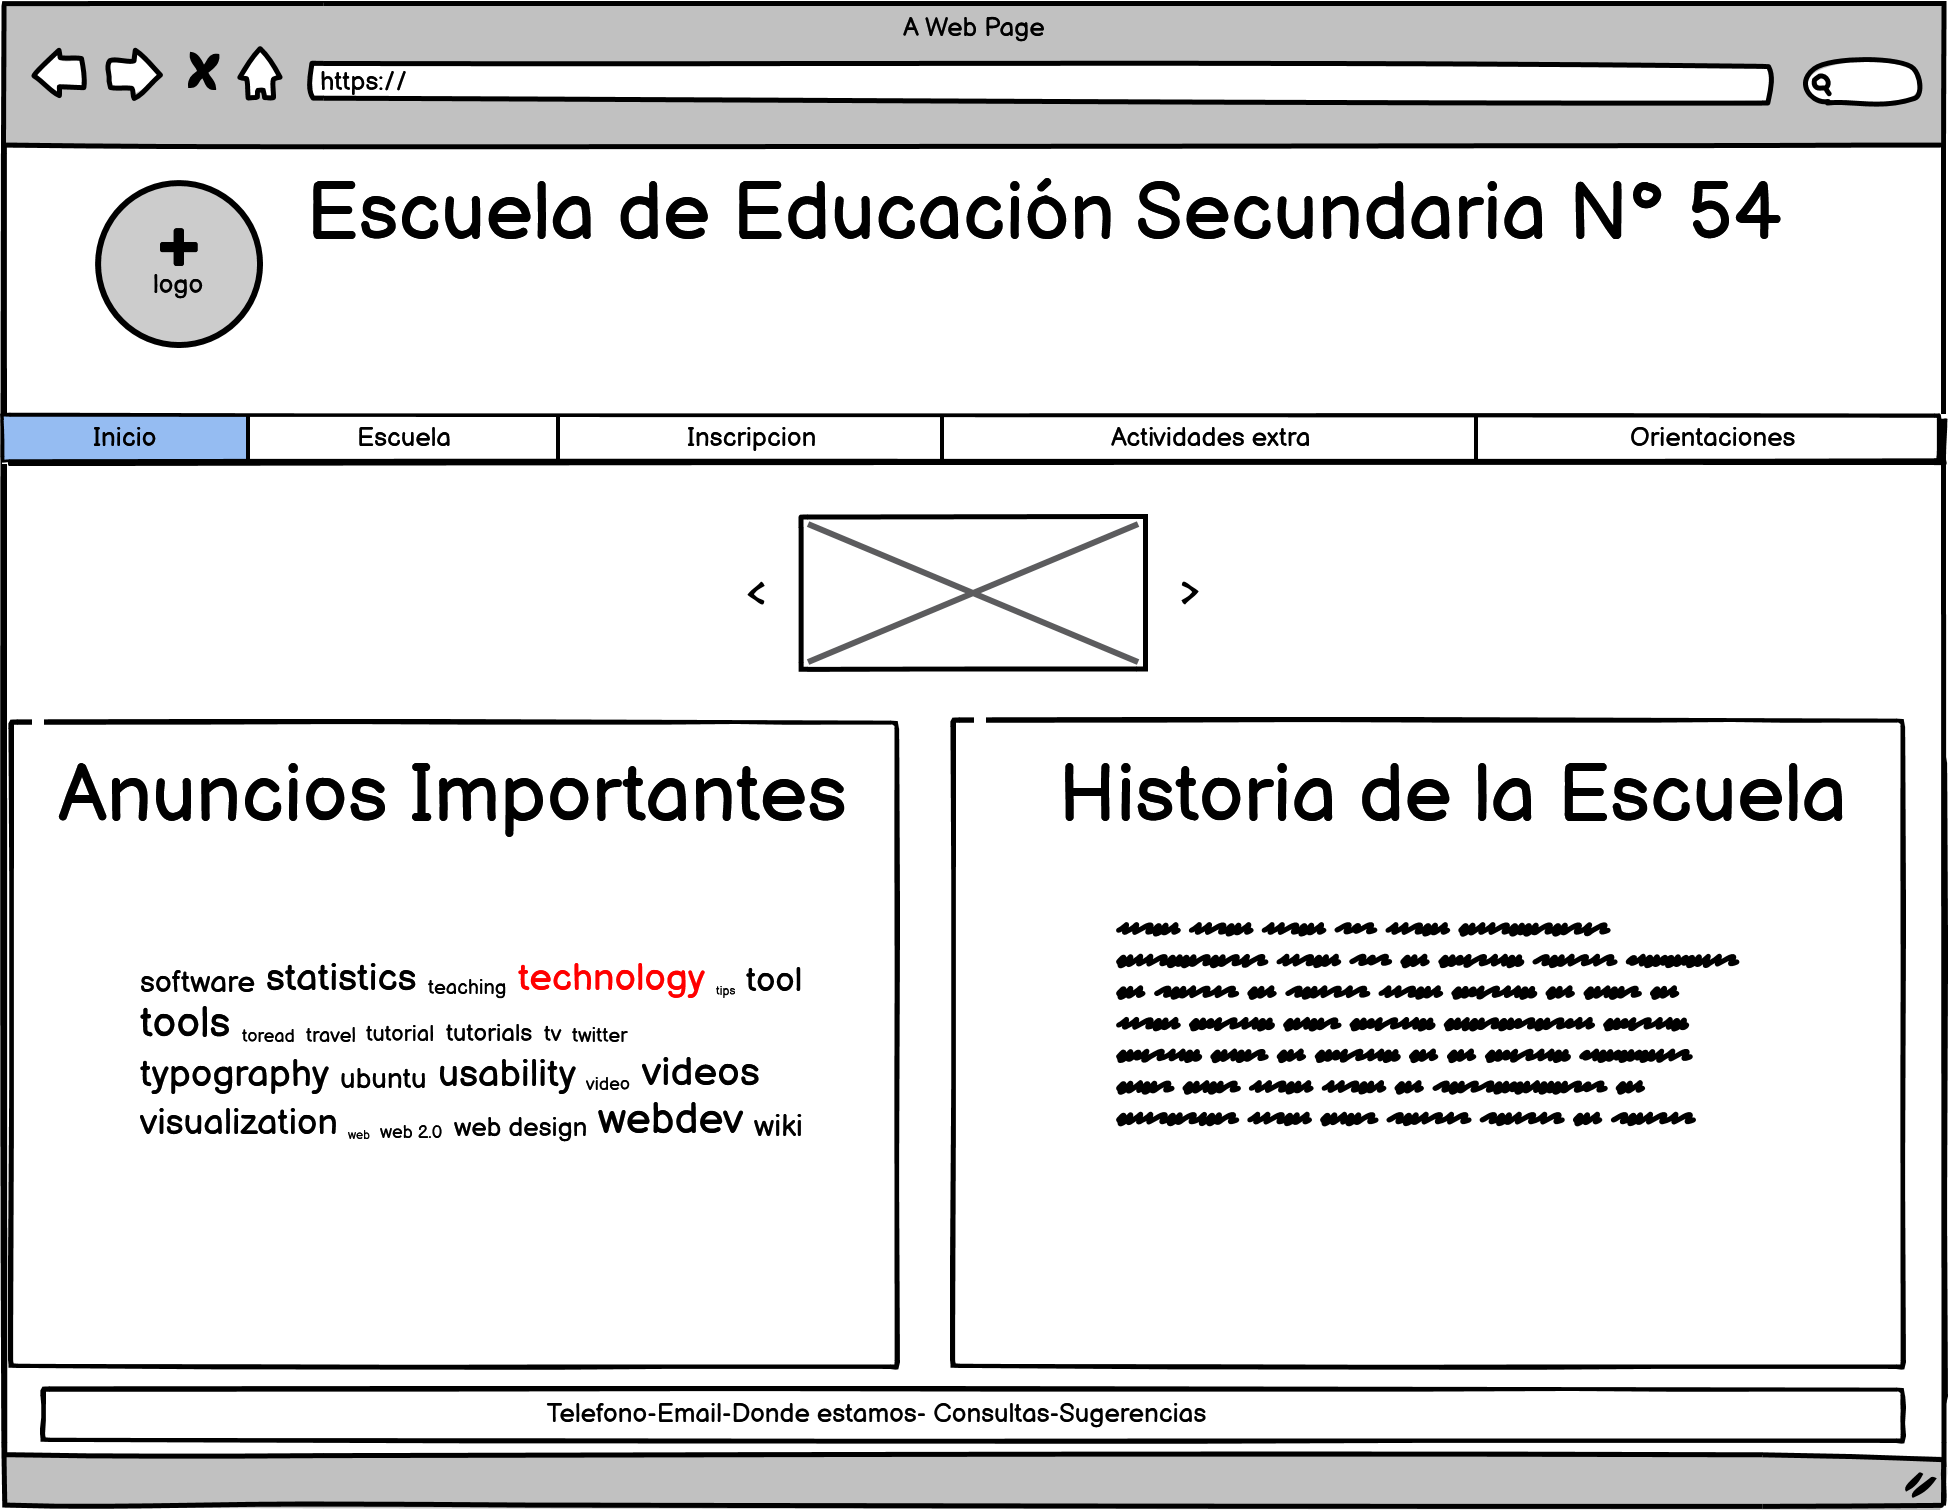 A Web Page
https://
Escuela de Educación Secundaria N° 54
logo
Inicio Escuela Inscripcion Actividades extra Orientaciones
< >
Anuncios Importantes
software statistics teaching technology tips tool
tools toread travel tutorial tutorials tv twitter
typography ubuntu usability video videos
visualization web web 2.0 web design webdev wiki
Historia de la Escuela
Telefono-Email-Donde estamos- Consultas-Sugerencias